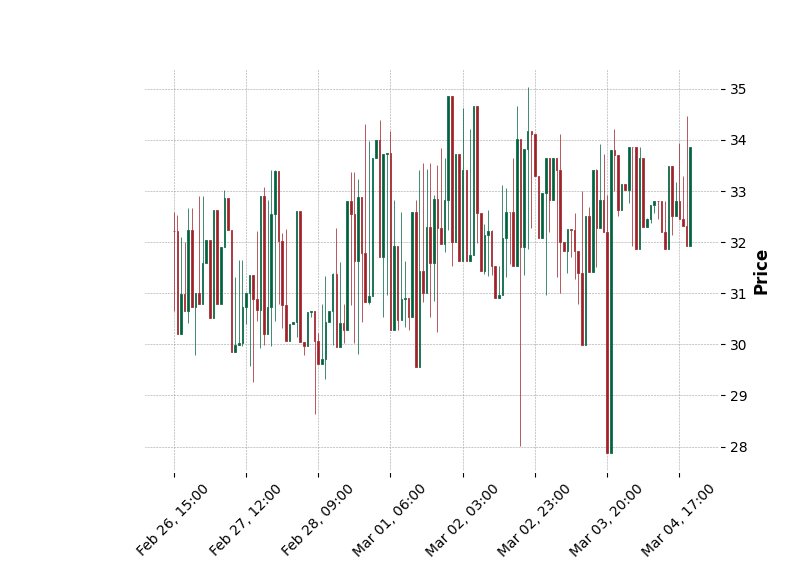 35
34
33
32
31
30
29
28
Price
Feb 26, 15:00
Feb 27, 12:00
Feb 28, 09:00
Mar 01, 06:00
Mar 02, 03:00
Mar 02, 23:00
Mar 03, 20:00
Mar 04, 17:00